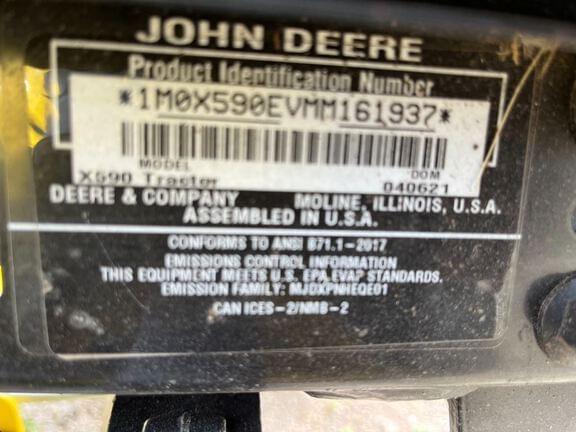 JOHN DEERE
Product Identification Number
*1M0X590EVMM161937*
MODEL DOM
X590 Tractor 040621
DEERE & COMPANY MOLINE, ILLINOIS, U.S.A.
ASSEMBLED IN U.S.A.
CONFORMS TO ANSI B71.1-2017
EMISSIONS CONTROL INFORMATION
THIS EQUIPMENT MEETS U.S. EPA EVAP STANDARDS.
EMISSION FAMILY: MJDXPNHEQE01
CAN ICES-2/NMB-2